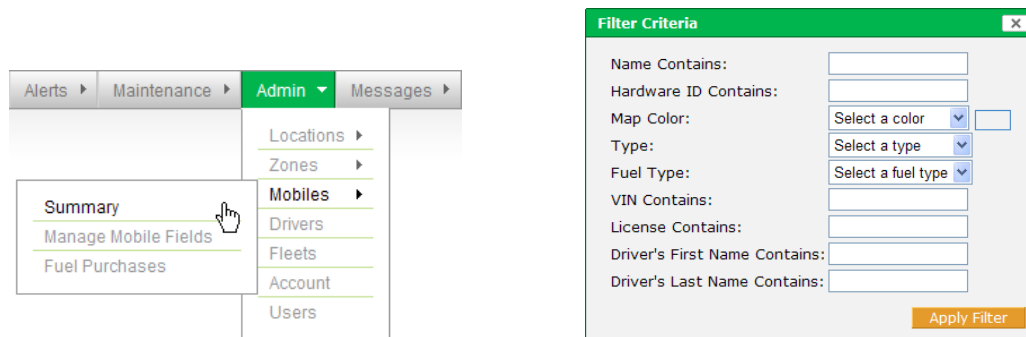 Alerts Maintenance Admin Messages
Locations
Zones
Mobiles
Drivers
Fleets
Account
Users
Summary
Manage Mobile Fields
Fuel Purchases
Filter Criteria
Name Contains:
Hardware ID Contains:
Map Color: Select a color
Type: Select a type
Fuel Type: Select a fuel type
VIN Contains:
License Contains:
Driver's First Name Contains:
Driver's Last Name Contains:
Apply Filter